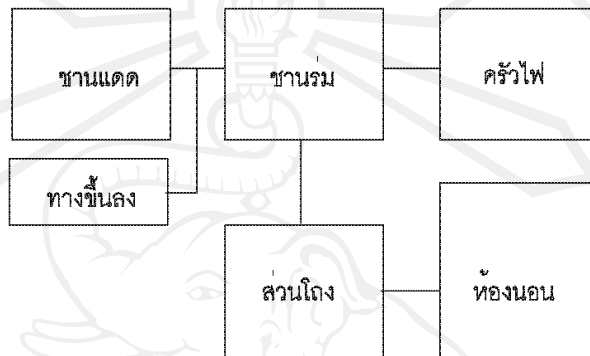 ชานแดด
ชานร่ม
ครัวไฟ
ทางขึ้นลง
ส่วนโถง
ห้องนอน